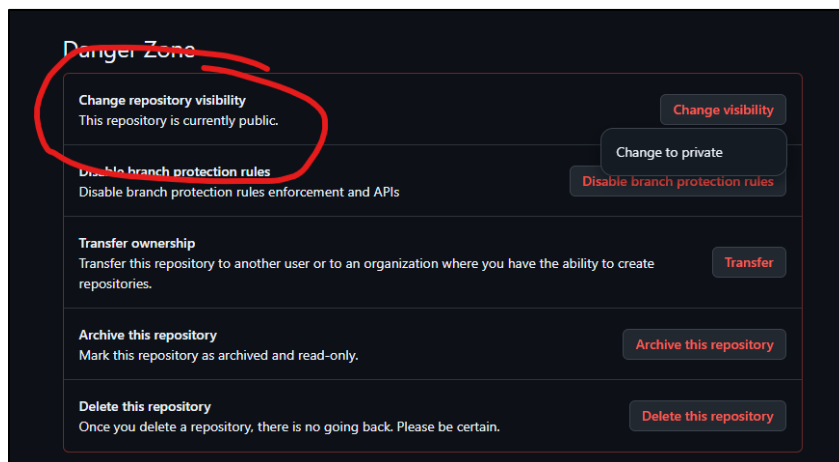 Danger Zone
Change repository visibility
This repository is currently public.
Change visibility
Change to private
Disable branch protection rules
Disable branch protection rules enforcement and APIs
Disable branch protection rules
Transfer ownership
Transfer this repository to another user or to an organization where you have the ability to create
repositories.
Transfer
Archive this repository
Mark this repository as archived and read-only.
Archive this repository
Delete this repository
Once you delete a repository, there is no going back. Please be certain.
Delete this repository